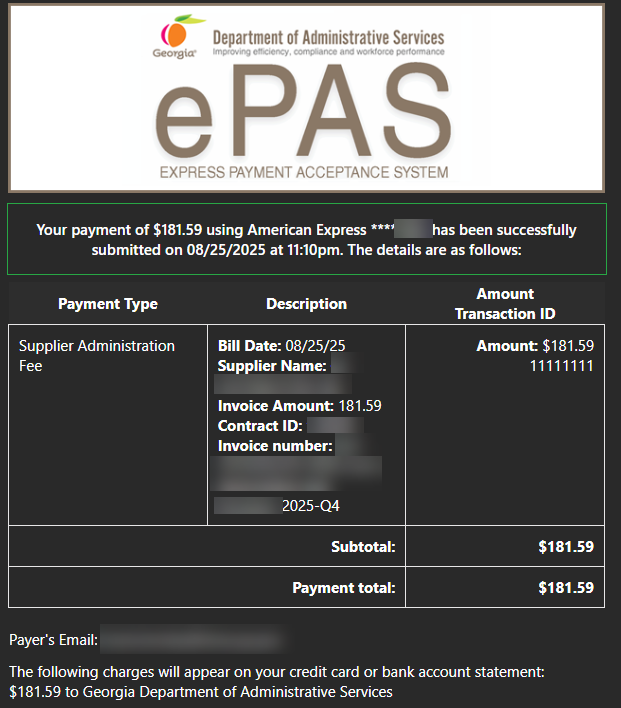 Georgia®
Department of Administrative Services
Improving efficiency, compliance and workforce performance
ePAS
EXPRESS PAYMENT ACCEPTANCE SYSTEM
Your payment of $181.59 using American Express **** has been successfully
submitted on 08/25/2025 at 11:10pm. The details are as follows:
Payment Type
Description
Amount
Transaction ID
Supplier Administration
Fee
Bill Date: 08/25/25
Supplier Name:
Invoice Amount: 181.59
Contract ID:
Invoice number:
2025-Q4
Amount: $181.59
11111111
Subtotal: $181.59
Payment total: $181.59
Payer's Email:
The following charges will appear on your credit card or bank account statement:
$181.59 to Georgia Department of Administrative Services